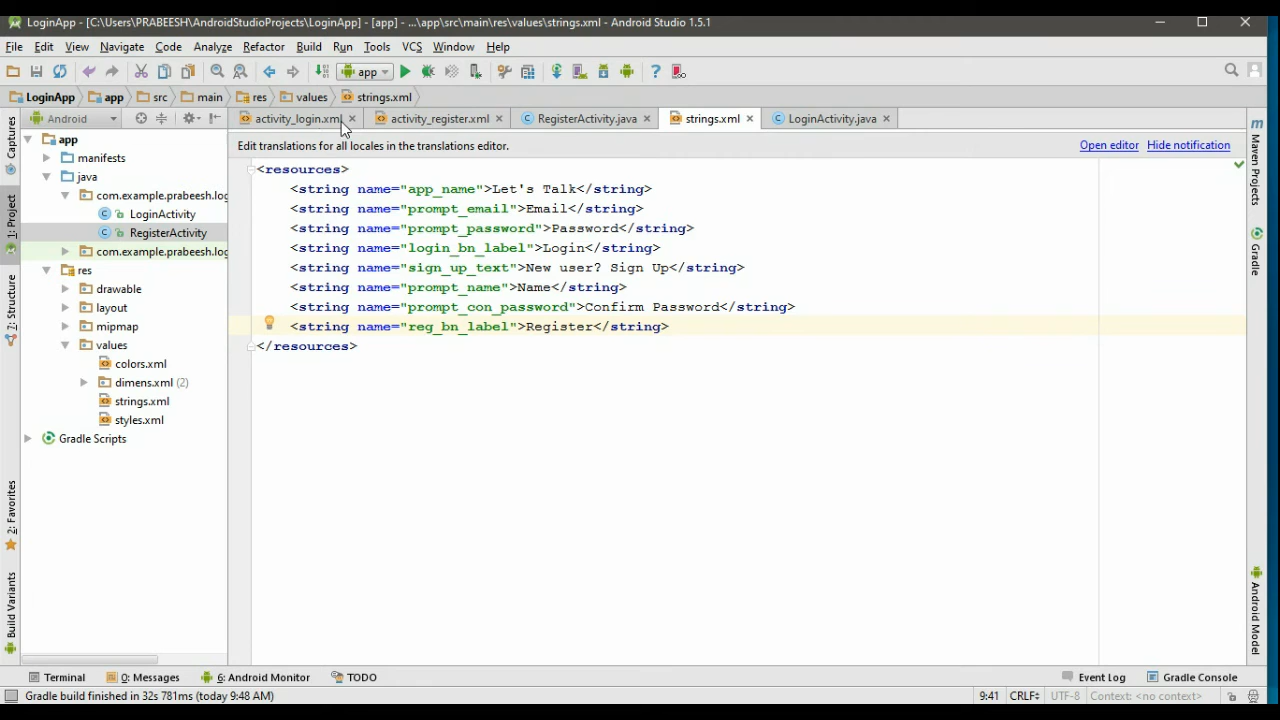 LoginApp - [C:\Users\PRABEESH\AndroidStudioProjects\LoginApp] - [app] - ...\app\src\main\res\values\strings.xml - Android Studio 1.5.1
File Edit View Navigate Code Analyze Refactor Build Run Tools VCS Window Help
app
LoginApp app src main res values strings.xml
Android
activity_login.xml activity_register.xml RegisterActivity.java strings.xml LoginActivity.java
Edit translations for all locales in the translations editor. Open editor Hide notification
app
manifests
java
com.example.prabeesh.log
LoginActivity
RegisterActivity
com.example.prabeesh.log
res
drawable
layout
mipmap
values
colors.xml
dimens.xml (2)
strings.xml
styles.xml
Gradle Scripts
<resources>
<string name="app_name">Let's Talk</string>
<string name="prompt_email">Email</string>
<string name="prompt_password">Password</string>
<string name="login_bn_label">Login</string>
<string name="sign_up_text">New user? Sign Up</string>
<string name="prompt_name">Name</string>
<string name="prompt_con_password">Confirm Password</string>
<string name="reg_bn_label">Register</string>
</resources>
Captures
1: Project
Z: Structure
2: Favorites
Build Variants
Maven Projects
Gradle
Android Model
Terminal 0: Messages 6: Android Monitor TODO Event Log Gradle Console
Gradle build finished in 32s 781ms (today 9:48 AM) 9:41 CRLF UTF-8 Context: <no context>